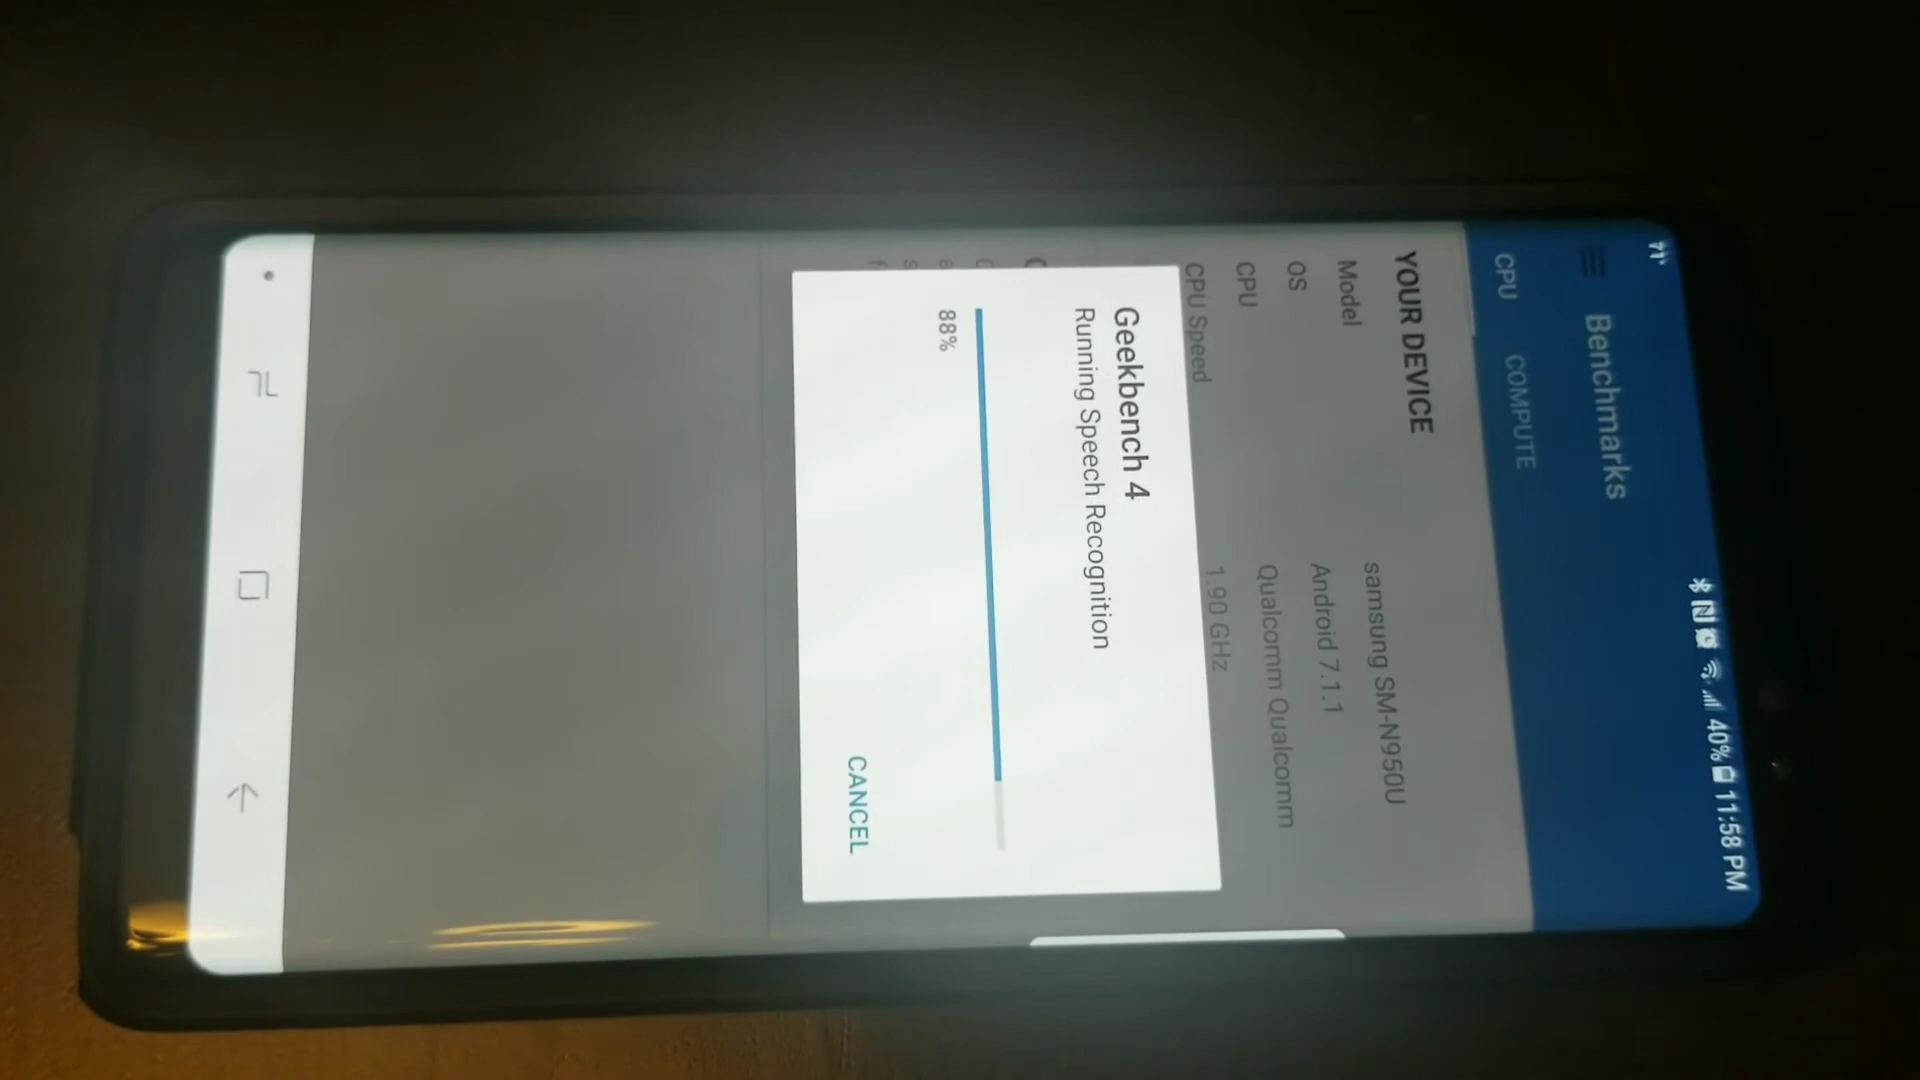 40% 11:58 PM
Benchmarks
CPU COMPUTE
YOUR DEVICE
Model samsung SM-N950U
OS Android 7.1.1
CPU Qualcomm Qualcomm
CPU Speed 1.90 GHz
Geekbench 4
Running Speech Recognition
88%
CANCEL